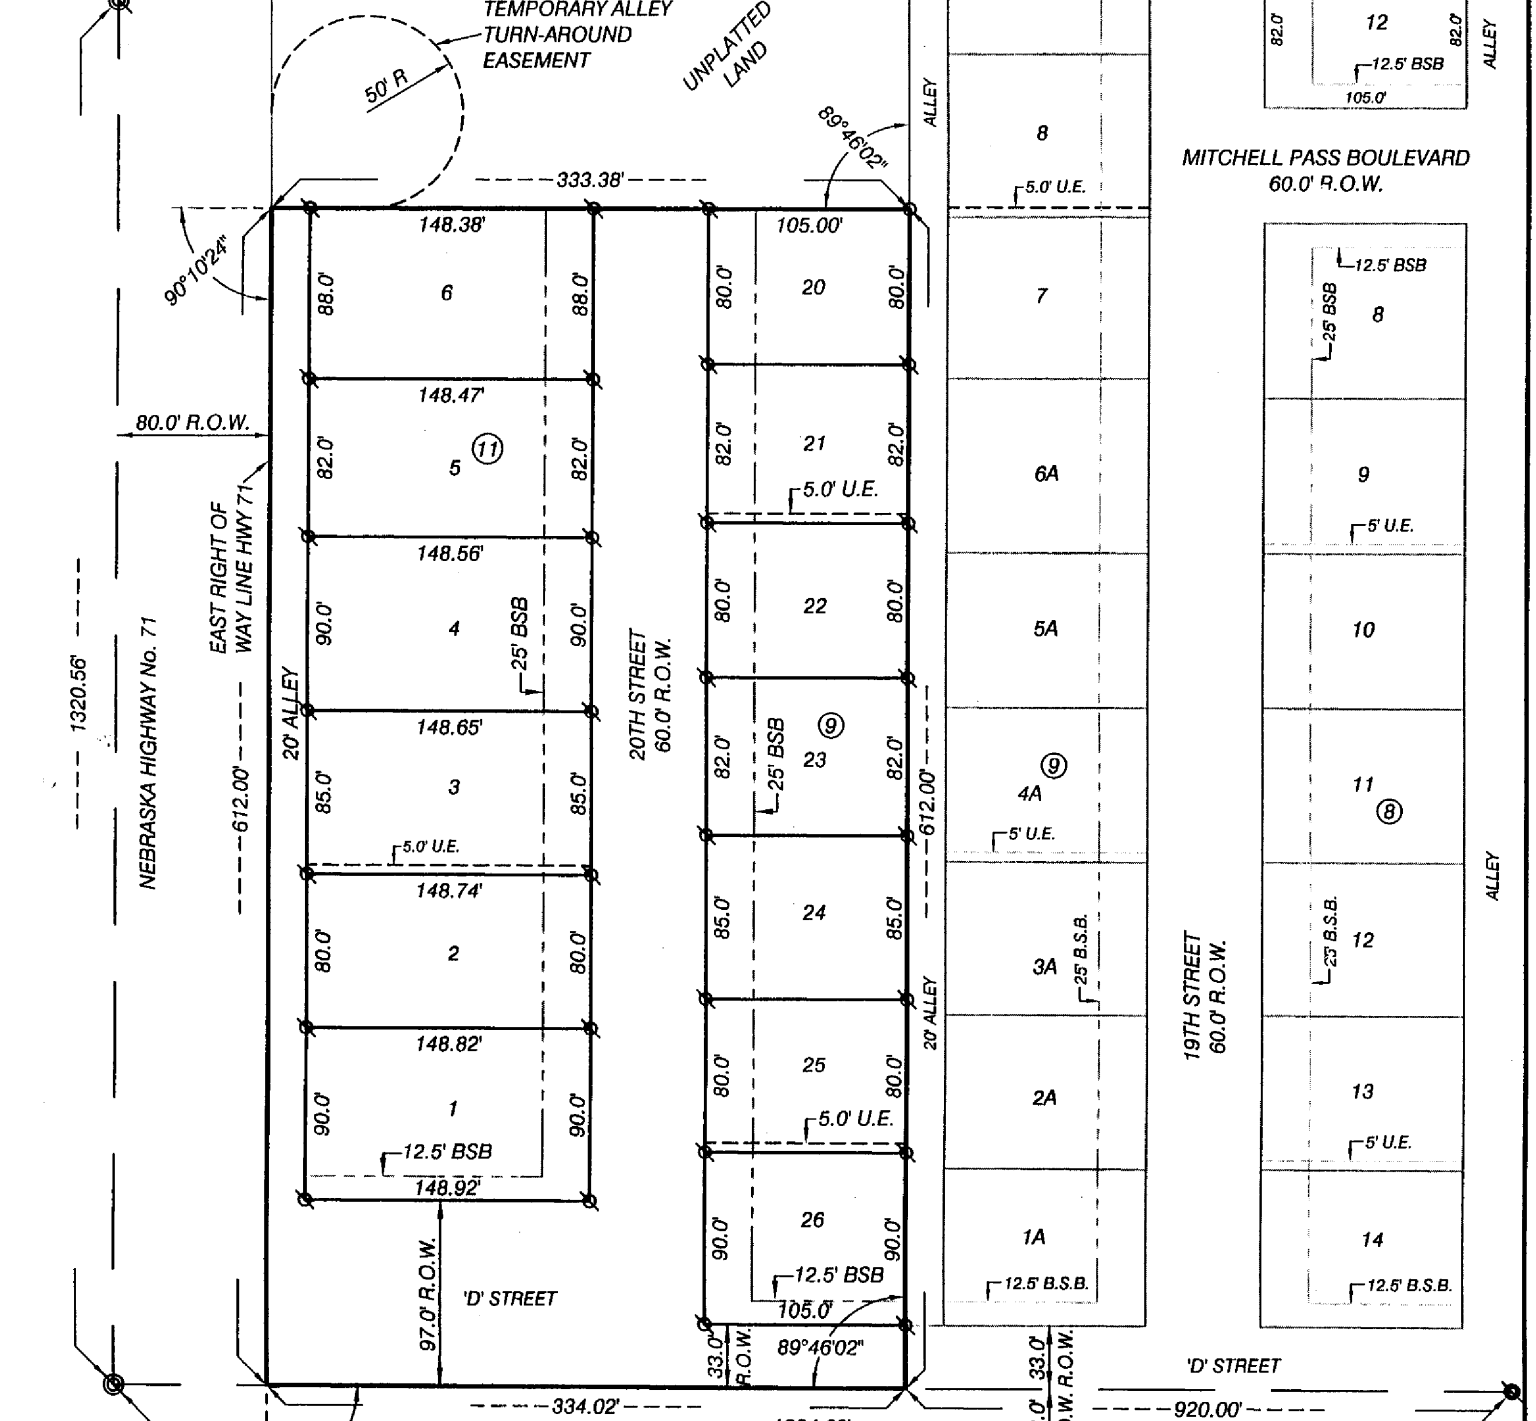 TEMPORARY ALLEY
TURN-AROUND
EASEMENT
50' R
UNPLATTED
LAND
89°46'02"
ALLEY
333.38'
90°10'24"
148.38'
105.00'
88.0'
6
88.0'
80.0'
20
80.0'
148.47'
80.0' R.O.W.
82.0'
5
11
82.0'
82.0'
21
82.0'
5.0' U.E.
148.56'
EAST RIGHT OF
WAY LINE HWY 71
90.0'
4
90.0'
25' BSB
80.0'
22
80.0'
20TH STREET
60.0' R.O.W.
1320.56'
NEBRASKA HIGHWAY No. 71
612.00'
20' ALLEY
148.65'
85.0'
3
85.0'
5.0' U.E.
148.74'
82.0'
25' BSB
9
23
82.0'
612.00'
80.0'
2
80.0'
85.0'
24
85.0'
148.82'
90.0'
1
90.0'
12.5' BSB
148.92'
80.0'
25
80.0'
5.0' U.E.
20' ALLEY
97.0' R.O.W.
'D' STREET
90.0'
26
90.0'
12.5' BSB
105.0'
33.0'
R.O.W.
89°46'02"
334.02'
8
5.0' U.E.
7
6A
5A
9
4A
5' U.E.
3A
25' B.S.B.
2A
1A
12.5' B.S.B.
33.0'
R.O.W.
82.0'
12
82.0'
12.5' BSB
105.0'
ALLEY
MITCHELL PASS BOULEVARD
60.0' R.O.W.
12.5' BSB
25' BSB
8
9
5' U.E.
10
11
8
ALLEY
25' B.S.B.
12
19TH STREET
60.0' R.O.W.
13
5' U.E.
14
12.5' B.S.B.
'D' STREET
920.00'